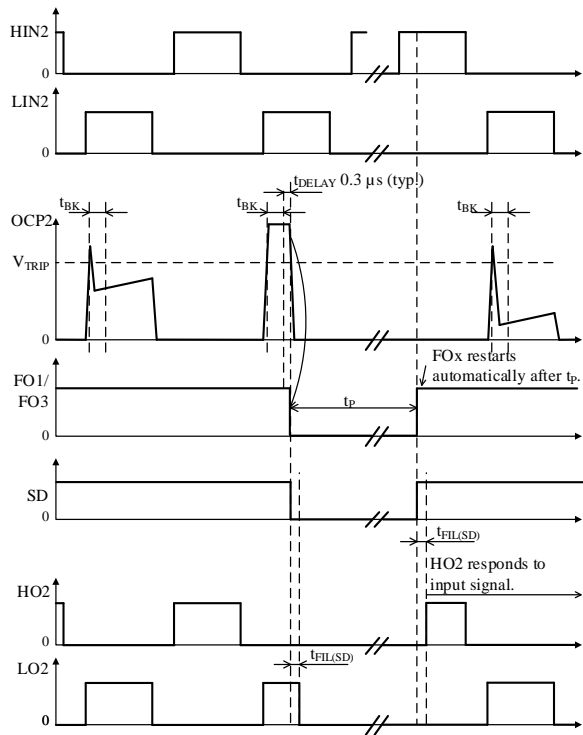 HIN2
0
LIN2
0
tDELAY 0.3 µs (typ.)
tBK
tBK
tBK
OCP2
VTRIP
0
FOx restarts
automatically after tP.
FO1/
FO3
tP
0
SD
0
tFIL(SD)
HO2 responds to
input signal.
HO2
0
tFIL(SD)
LO2
0